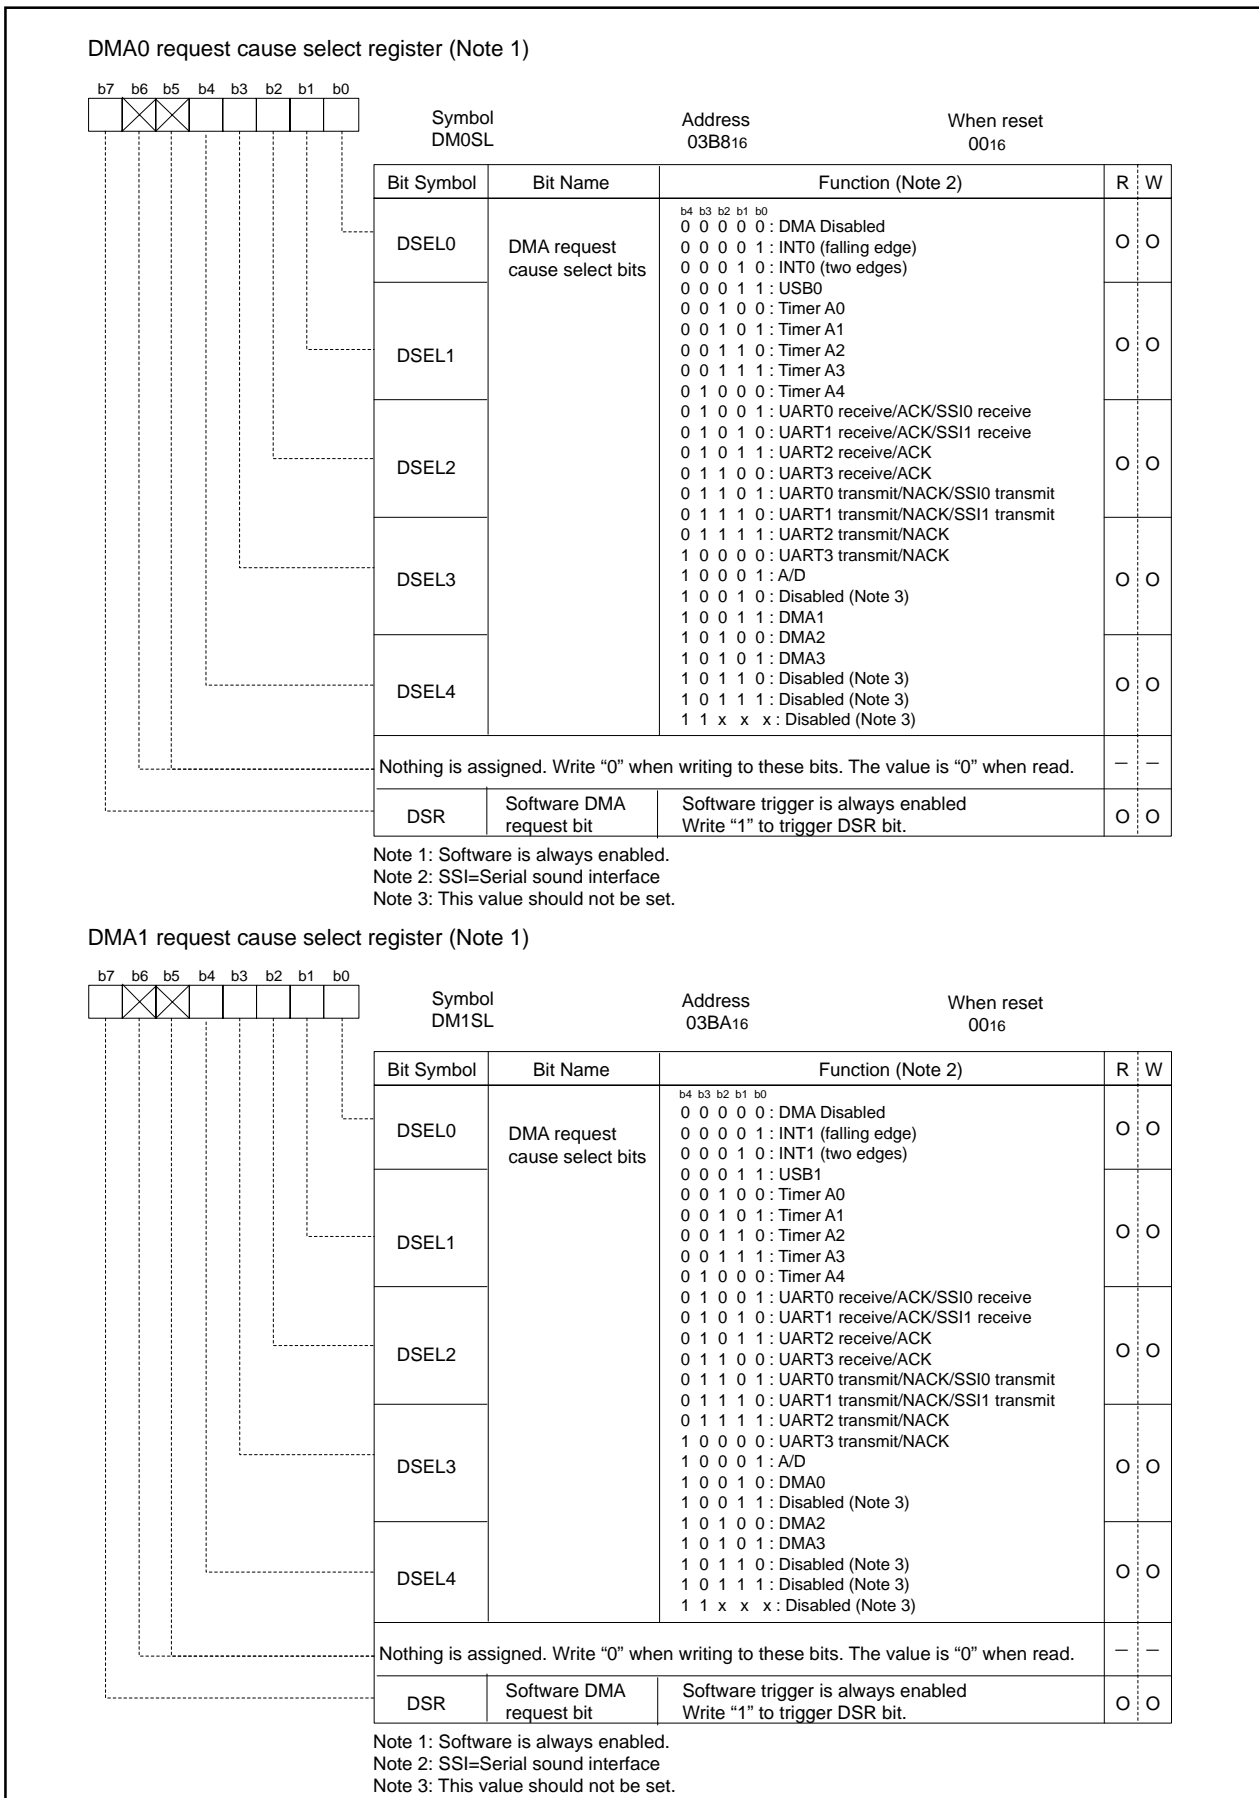 DMA0 request cause select register (Note 1)
b7 b6 b5 b4 b3 b2 b1 b0
Symbol Address When reset
DM0SL 03B816 0016
Bit Symbol Bit Name Function (Note 2) R W
b4 b3 b2 b1 b0
0 0 0 0 0 : DMA Disabled
DSEL0 DMA request 0 0 0 0 1 : INT0 (falling edge) O O
cause select bits 0 0 0 1 0 : INT0 (two edges)
0 0 0 1 1 : USB0
0 0 1 0 0 : Timer A0
0 0 1 0 1 : Timer A1
DSEL1 0 0 1 1 0 : Timer A2 O O
0 0 1 1 1 : Timer A3
0 1 0 0 0 : Timer A4
0 1 0 0 1 : UART0 receive/ACK/SSI0 receive
0 1 0 1 0 : UART1 receive/ACK/SSI1 receive
0 1 0 1 1 : UART2 receive/ACK
DSEL2 0 1 1 0 0 : UART3 receive/ACK O O
0 1 1 0 1 : UART0 transmit/NACK/SSI0 transmit
0 1 1 1 0 : UART1 transmit/NACK/SSI1 transmit
0 1 1 1 1 : UART2 transmit/NACK
1 0 0 0 0 : UART3 transmit/NACK
DSEL3 1 0 0 0 1 : A/D O O
1 0 0 1 0 : Disabled (Note 3)
1 0 0 1 1 : DMA1
1 0 1 0 0 : DMA2
1 0 1 0 1 : DMA3
DSEL4 1 0 1 1 0 : Disabled (Note 3) O O
1 0 1 1 1 : Disabled (Note 3)
1 1 x x x : Disabled (Note 3)
Nothing is assigned. Write “0” when writing to these bits. The value is “0” when read. – –
DSR Software DMA Software trigger is always enabled O O
request bit Write “1” to trigger DSR bit.
Note 1: Software is always enabled.
Note 2: SSI=Serial sound interface
Note 3: This value should not be set.
DMA1 request cause select register (Note 1)
b7 b6 b5 b4 b3 b2 b1 b0
Symbol Address When reset
DM1SL 03BA16 0016
Bit Symbol Bit Name Function (Note 2) R W
b4 b3 b2 b1 b0
0 0 0 0 0 : DMA Disabled
DSEL0 DMA request 0 0 0 0 1 : INT1 (falling edge) O O
cause select bits 0 0 0 1 0 : INT1 (two edges)
0 0 0 1 1 : USB1
0 0 1 0 0 : Timer A0
0 0 1 0 1 : Timer A1
DSEL1 0 0 1 1 0 : Timer A2 O O
0 0 1 1 1 : Timer A3
0 1 0 0 0 : Timer A4
0 1 0 0 1 : UART0 receive/ACK/SSI0 receive
0 1 0 1 0 : UART1 receive/ACK/SSI1 receive
0 1 0 1 1 : UART2 receive/ACK
DSEL2 0 1 1 0 0 : UART3 receive/ACK O O
0 1 1 0 1 : UART0 transmit/NACK/SSI0 transmit
0 1 1 1 0 : UART1 transmit/NACK/SSI1 transmit
0 1 1 1 1 : UART2 transmit/NACK
1 0 0 0 0 : UART3 transmit/NACK
DSEL3 1 0 0 0 1 : A/D O O
1 0 0 1 0 : DMA0
1 0 0 1 1 : Disabled (Note 3)
1 0 1 0 0 : DMA2
1 0 1 0 1 : DMA3
DSEL4 1 0 1 1 0 : Disabled (Note 3) O O
1 0 1 1 1 : Disabled (Note 3)
1 1 x x x : Disabled (Note 3)
Nothing is assigned. Write “0” when writing to these bits. The value is “0” when read. – –
DSR Software DMA Software trigger is always enabled O O
request bit Write “1” to trigger DSR bit.
Note 1: Software is always enabled.
Note 2: SSI=Serial sound interface
Note 3: This value should not be set.